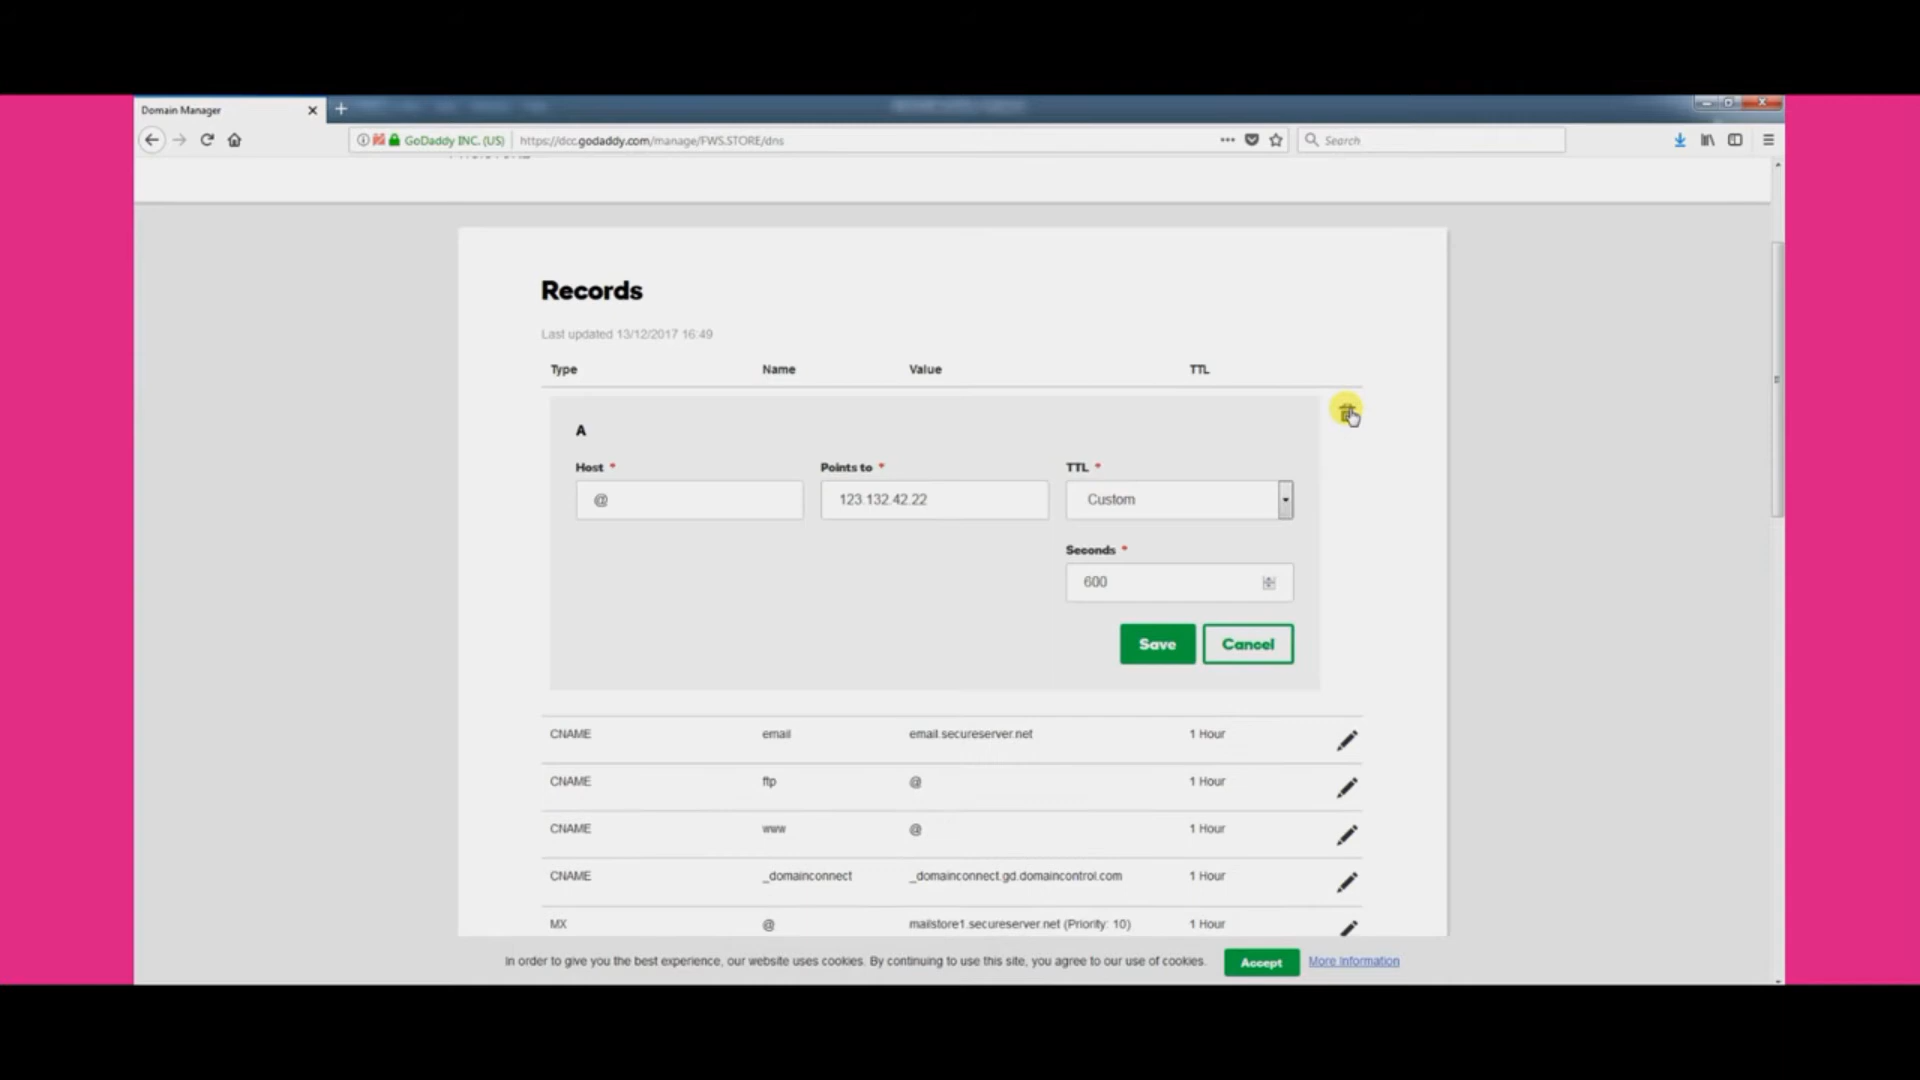 Domain Manager
GoDaddy INC. (US) https://dcc.godaddy.com/manage/FWS.STORE/dns Search
Records
Last updated 13/12/2017 16:49
Type Name Value TTL
A
Host * Points to * TTL *
@ 123.132.42.22 Custom
Seconds *
600
Save Cancel
CNAME email email.secureserver.net 1 Hour
CNAME ftp @ 1 Hour
CNAME www @ 1 Hour
CNAME _domainconnect _domainconnect.gd.domaincontrol.com 1 Hour
MX @ mailstore1.secureserver.net (Priority: 10) 1 Hour
In order to give you the best experience, our website uses cookies. By continuing to use this site, you agree to our use of cookies. Accept More Information